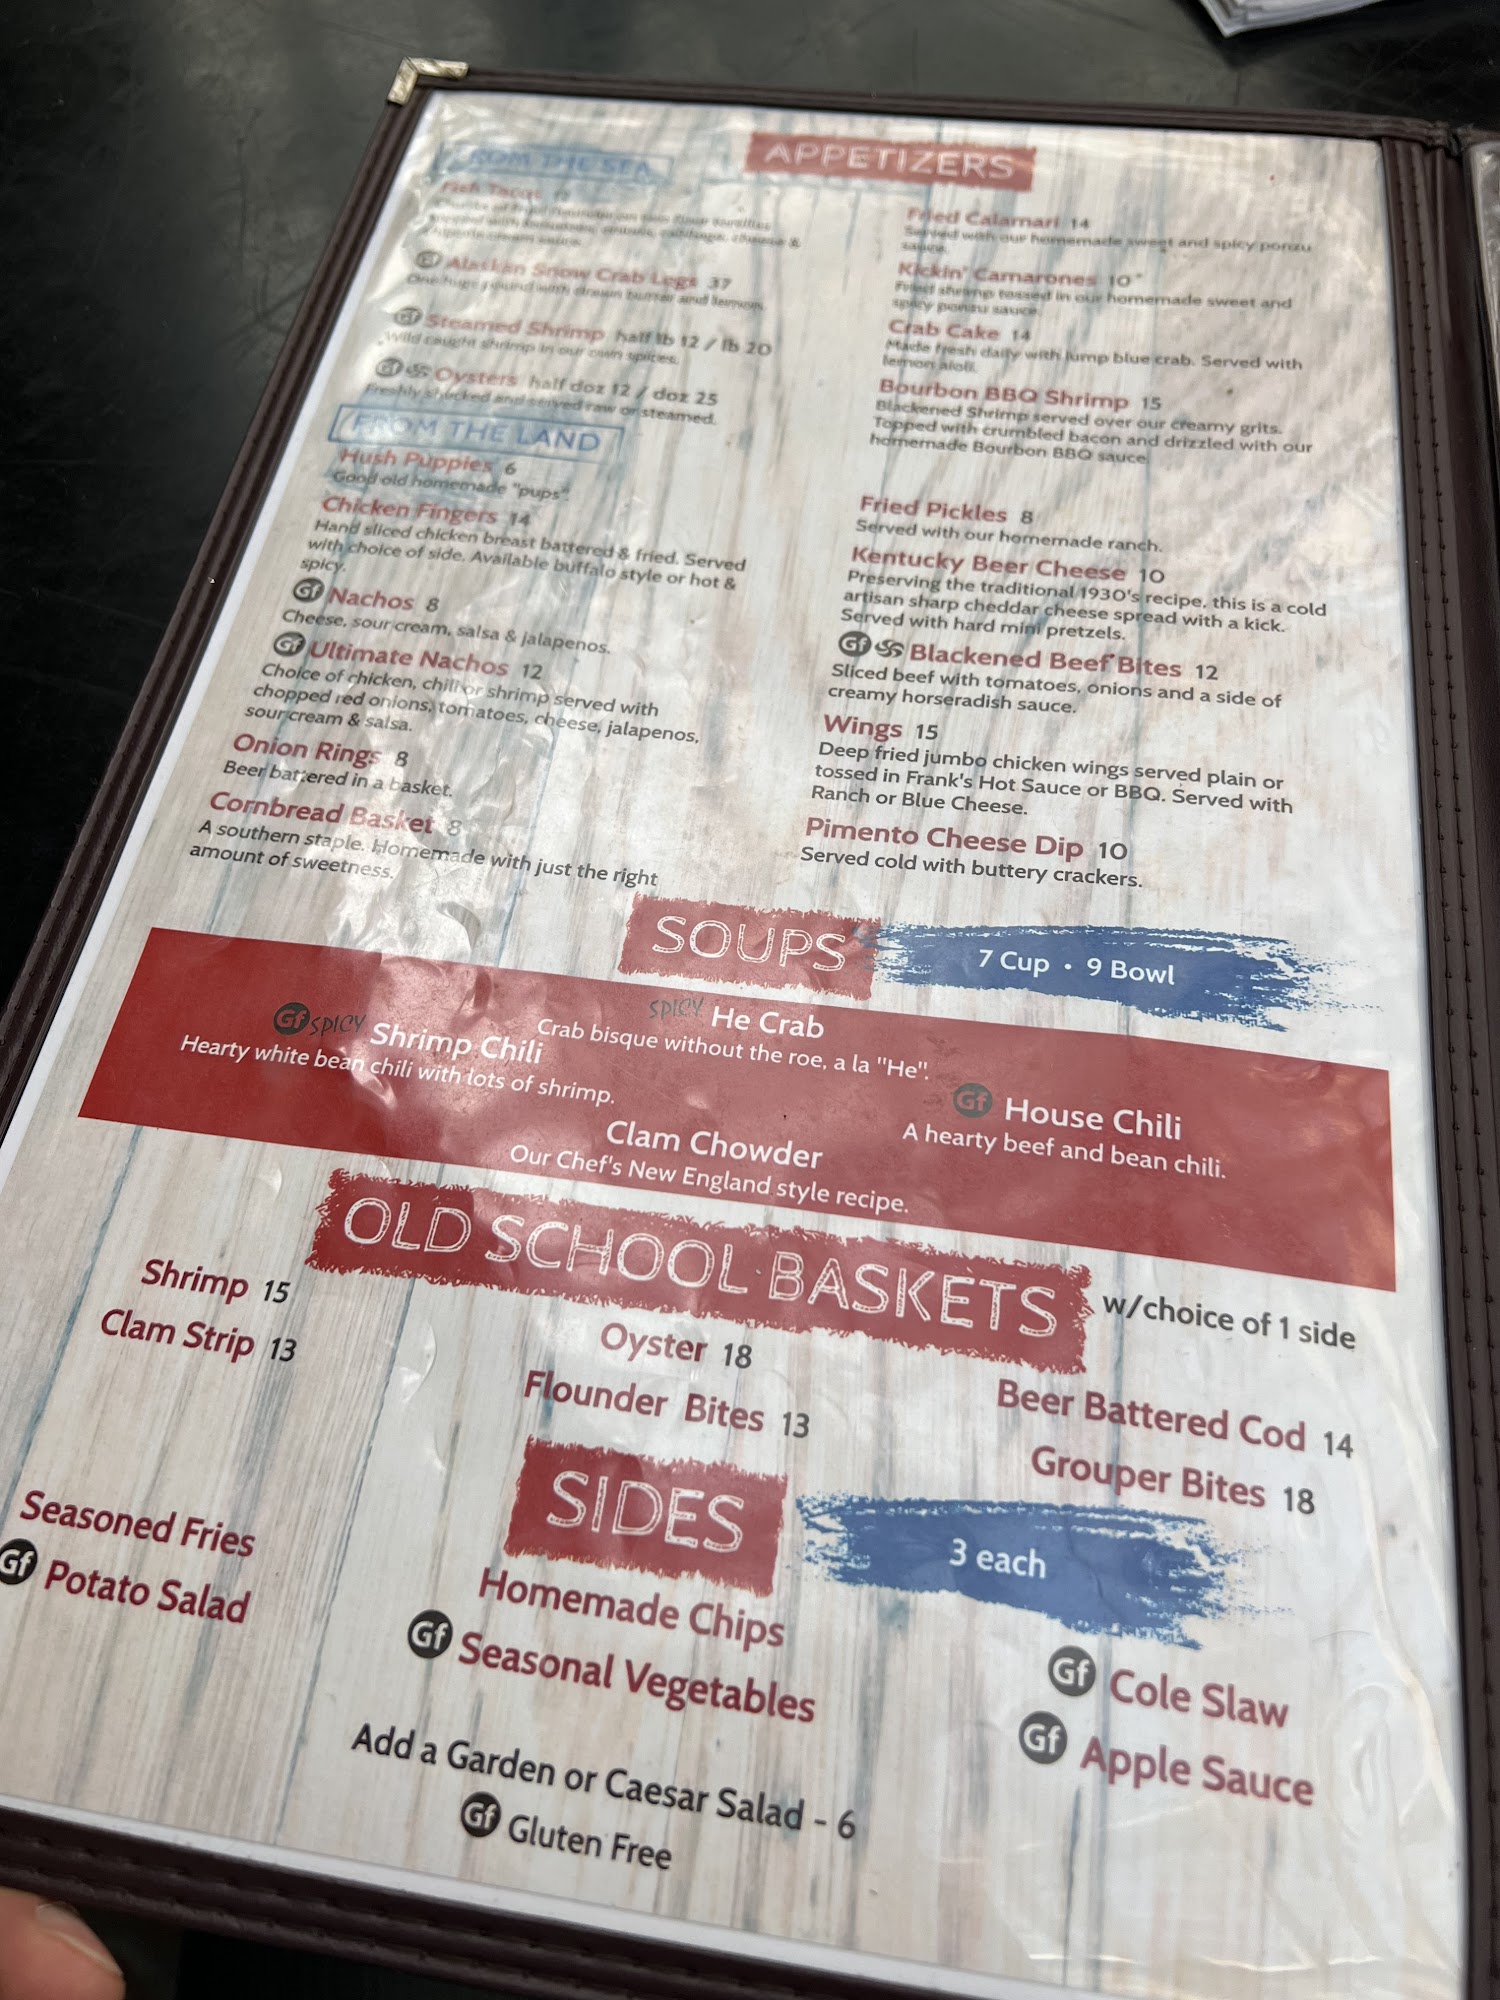 APPETIZERS
FROM THE SEA
Fish Tacos
Alaskan Snow Crab Legs 37
One huge pound with drawn butter and lemon.
Gf Steamed Shrimp half lb 12 / lb 20
Wild caught shrimp in our own spices.
Gf Oysters half doz 12 / doz 25
Freshly shucked and served raw or steamed.
Fried Calamari 14
Served with our homemade sweet and spicy ponzu
sauce.
Kickin' Camarones 10
Fried shrimp tossed in our homemade sweet and
spicy ponzu sauce.
Crab Cake 14
Made fresh daily with lump blue crab. Served with
lemon aioli.
Bourbon BBQ Shrimp 15
Blackened Shrimp served over our creamy grits.
Topped with crumbled bacon and drizzled with our
homemade Bourbon BBQ sauce
FROM THE LAND
Hush Puppies 6
Good old homemade "pups".
Chicken Fingers 14
Hand sliced chicken breast battered & fried. Served
with choice of side. Available buffalo style or hot &
spicy.
Gf Nachos 8
Cheese, sour cream, salsa & jalapenos.
Gf Ultimate Nachos 12
Choice of chicken, chili or shrimp served with
chopped red onions, tomatoes, cheese, jalapenos,
sour cream & salsa.
Onion Rings 8
Beer battered in a basket.
Cornbread Basket 8
A southern staple. Homemade with just the right
amount of sweetness.
Fried Pickles 8
Served with our homemade ranch.
Kentucky Beer Cheese 10
Preserving the traditional 1930's recipe, this is a cold
artisan sharp cheddar cheese spread with a kick.
Served with hard mini pretzels.
Gf Blackened Beef Bites 12
Sliced beef with tomatoes, onions and a side of
creamy horseradish sauce.
Wings 15
Deep fried jumbo chicken wings served plain or
tossed in Frank's Hot Sauce or BBQ. Served with
Ranch or Blue Cheese.
Pimento Cheese Dip 10
Served cold with buttery crackers.
SOUPS
7 Cup • 9 Bowl
Gf SPICY Shrimp Chili
Hearty white bean chili with lots of shrimp.
SPICY He Crab
Crab bisque without the roe, a la "He".
Clam Chowder
Our Chef's New England style recipe.
Gf House Chili
A hearty beef and bean chili.
OLD SCHOOL BASKETS
w/choice of 1 side
Shrimp 15
Clam Strip 13
Oyster 18
Flounder Bites 13
Beer Battered Cod 14
Grouper Bites 18
SIDES
3 each
Seasoned Fries
Gf Potato Salad
Homemade Chips
Gf Seasonal Vegetables
Gf Cole Slaw
Gf Apple Sauce
Add a Garden or Caesar Salad - 6
Gf Gluten Free